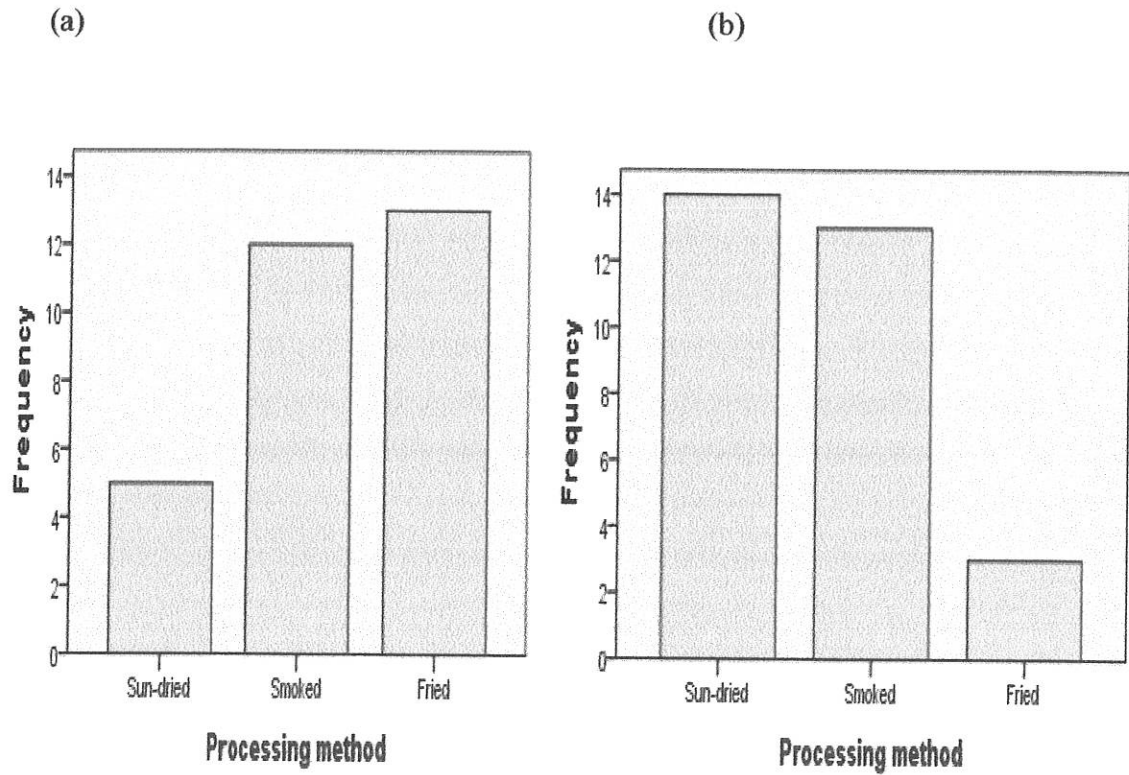 (a)
(b)
14
12
10
8
6
4
2
0
Frequency
Sun-dried Smoked Fried
Processing method
14
12
10
8
6
4
2
0
Frequency
Sun-dried Smoked Fried
Processing method